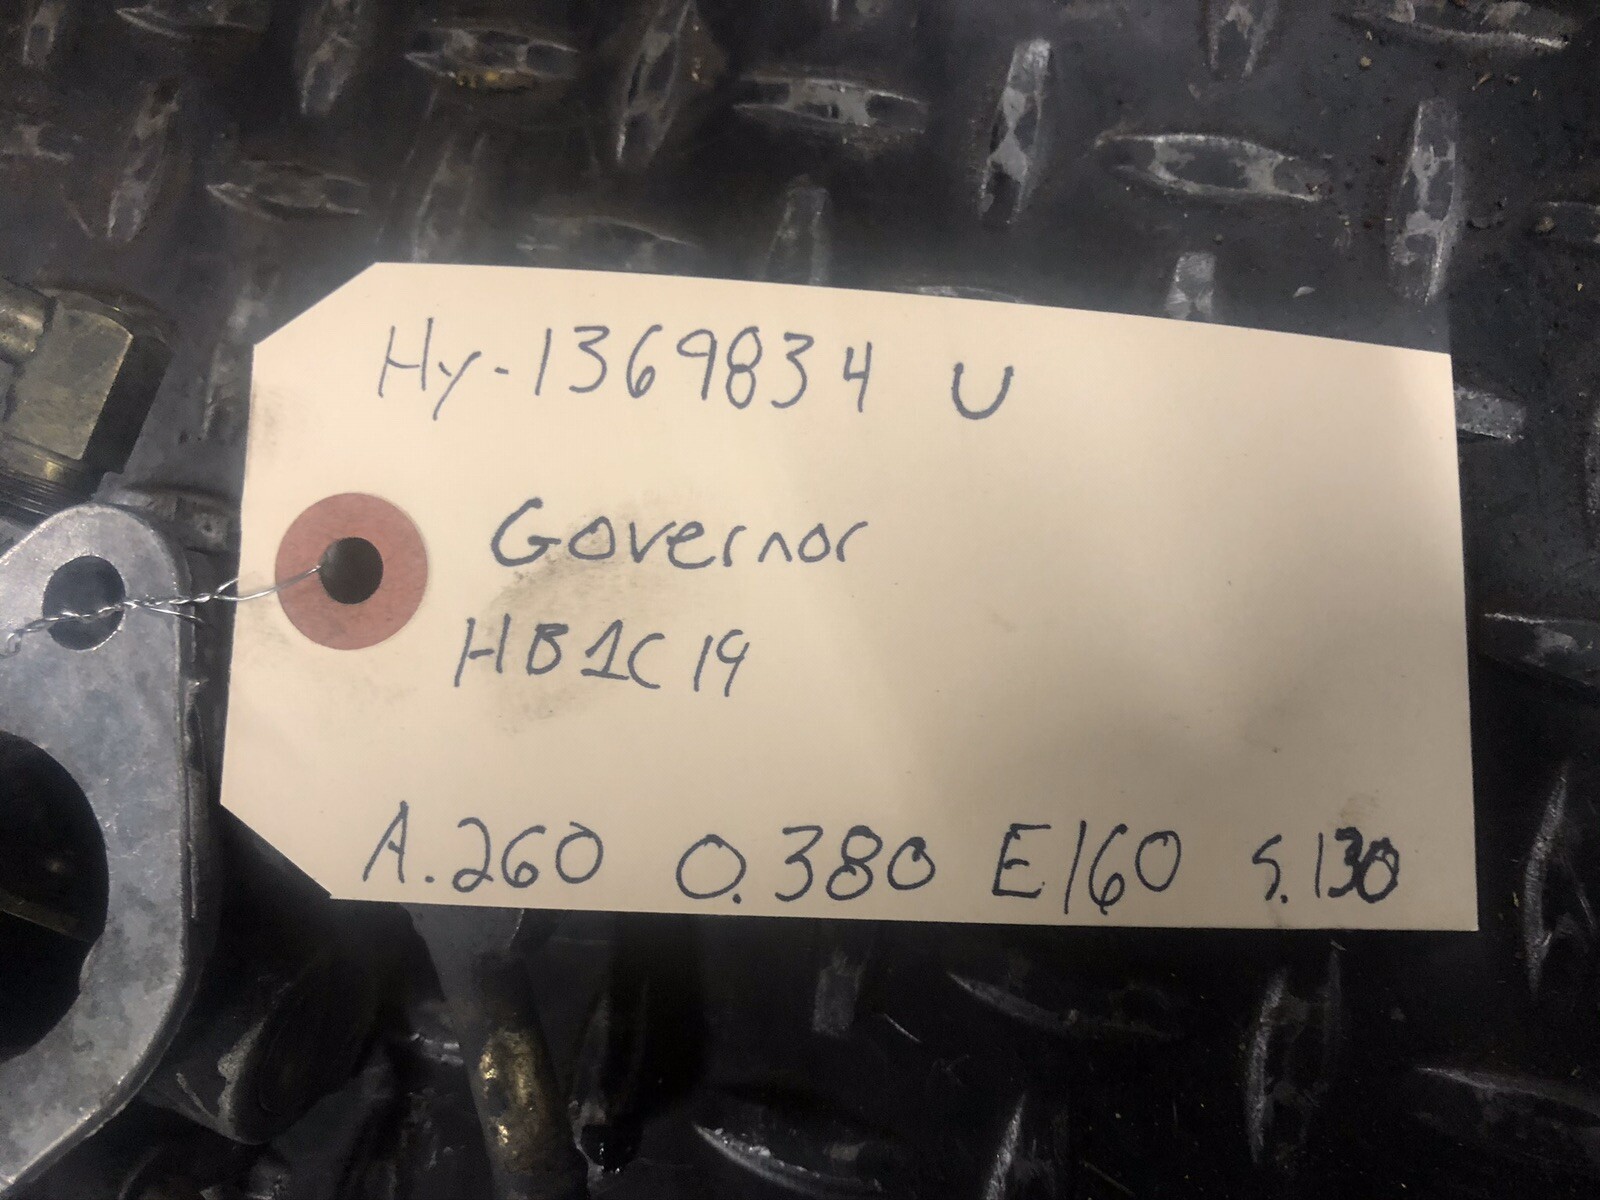 Hy-1369834 U
Governor
HB1C19
A.260 O.380 E160 S.130